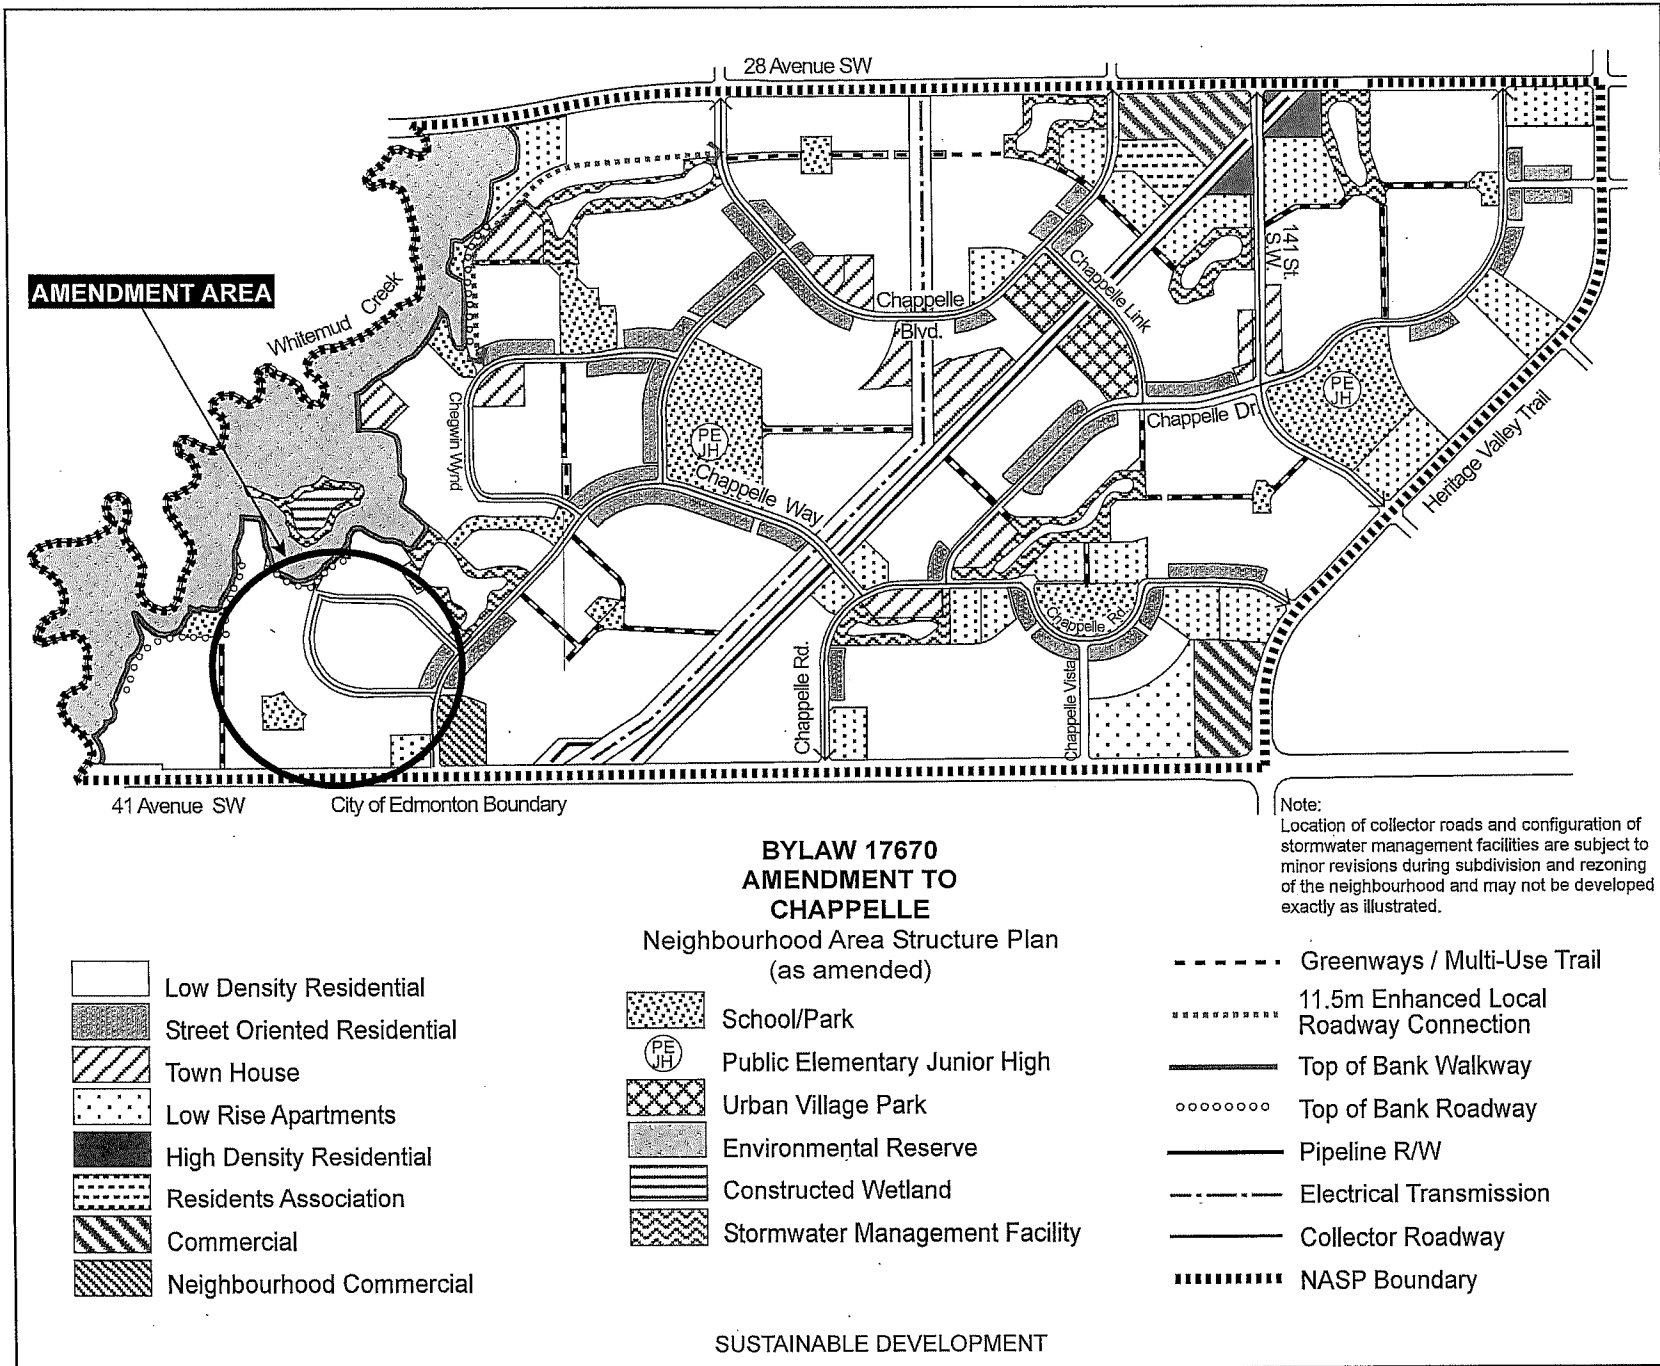 28 Avenue SW
AMENDMENT AREA
Whitemud Creek
141 St.
S.W.
Chappelle Link
Chappelle
Blvd.
Chegwin Wynd
PE
JH
Chappelle Dr.
PE
JH
Chappelle Way
Heritage Valley Trail
Chappelle Rd.
Chappelle Rd.
Chappelle Vista
41 Avenue SW
City of Edmonton Boundary
Note:
Location of collector roads and configuration of
stormwater management facilities are subject to
minor revisions during subdivision and rezoning
of the neighbourhood and may not be developed
exactly as illustrated.
BYLAW 17670
AMENDMENT TO
CHAPPELLE
Neighbourhood Area Structure Plan
(as amended)
Low Density Residential
Street Oriented Residential
Town House
Low Rise Apartments
High Density Residential
Residents Association
Commercial
Neighbourhood Commercial
School/Park
PE
JH
Public Elementary Junior High
Urban Village Park
Environmental Reserve
Constructed Wetland
Stormwater Management Facility
Greenways / Multi-Use Trail
11.5m Enhanced Local
Roadway Connection
Top of Bank Walkway
Top of Bank Roadway
Pipeline R/W
Electrical Transmission
Collector Roadway
NASP Boundary
SUSTAINABLE DEVELOPMENT